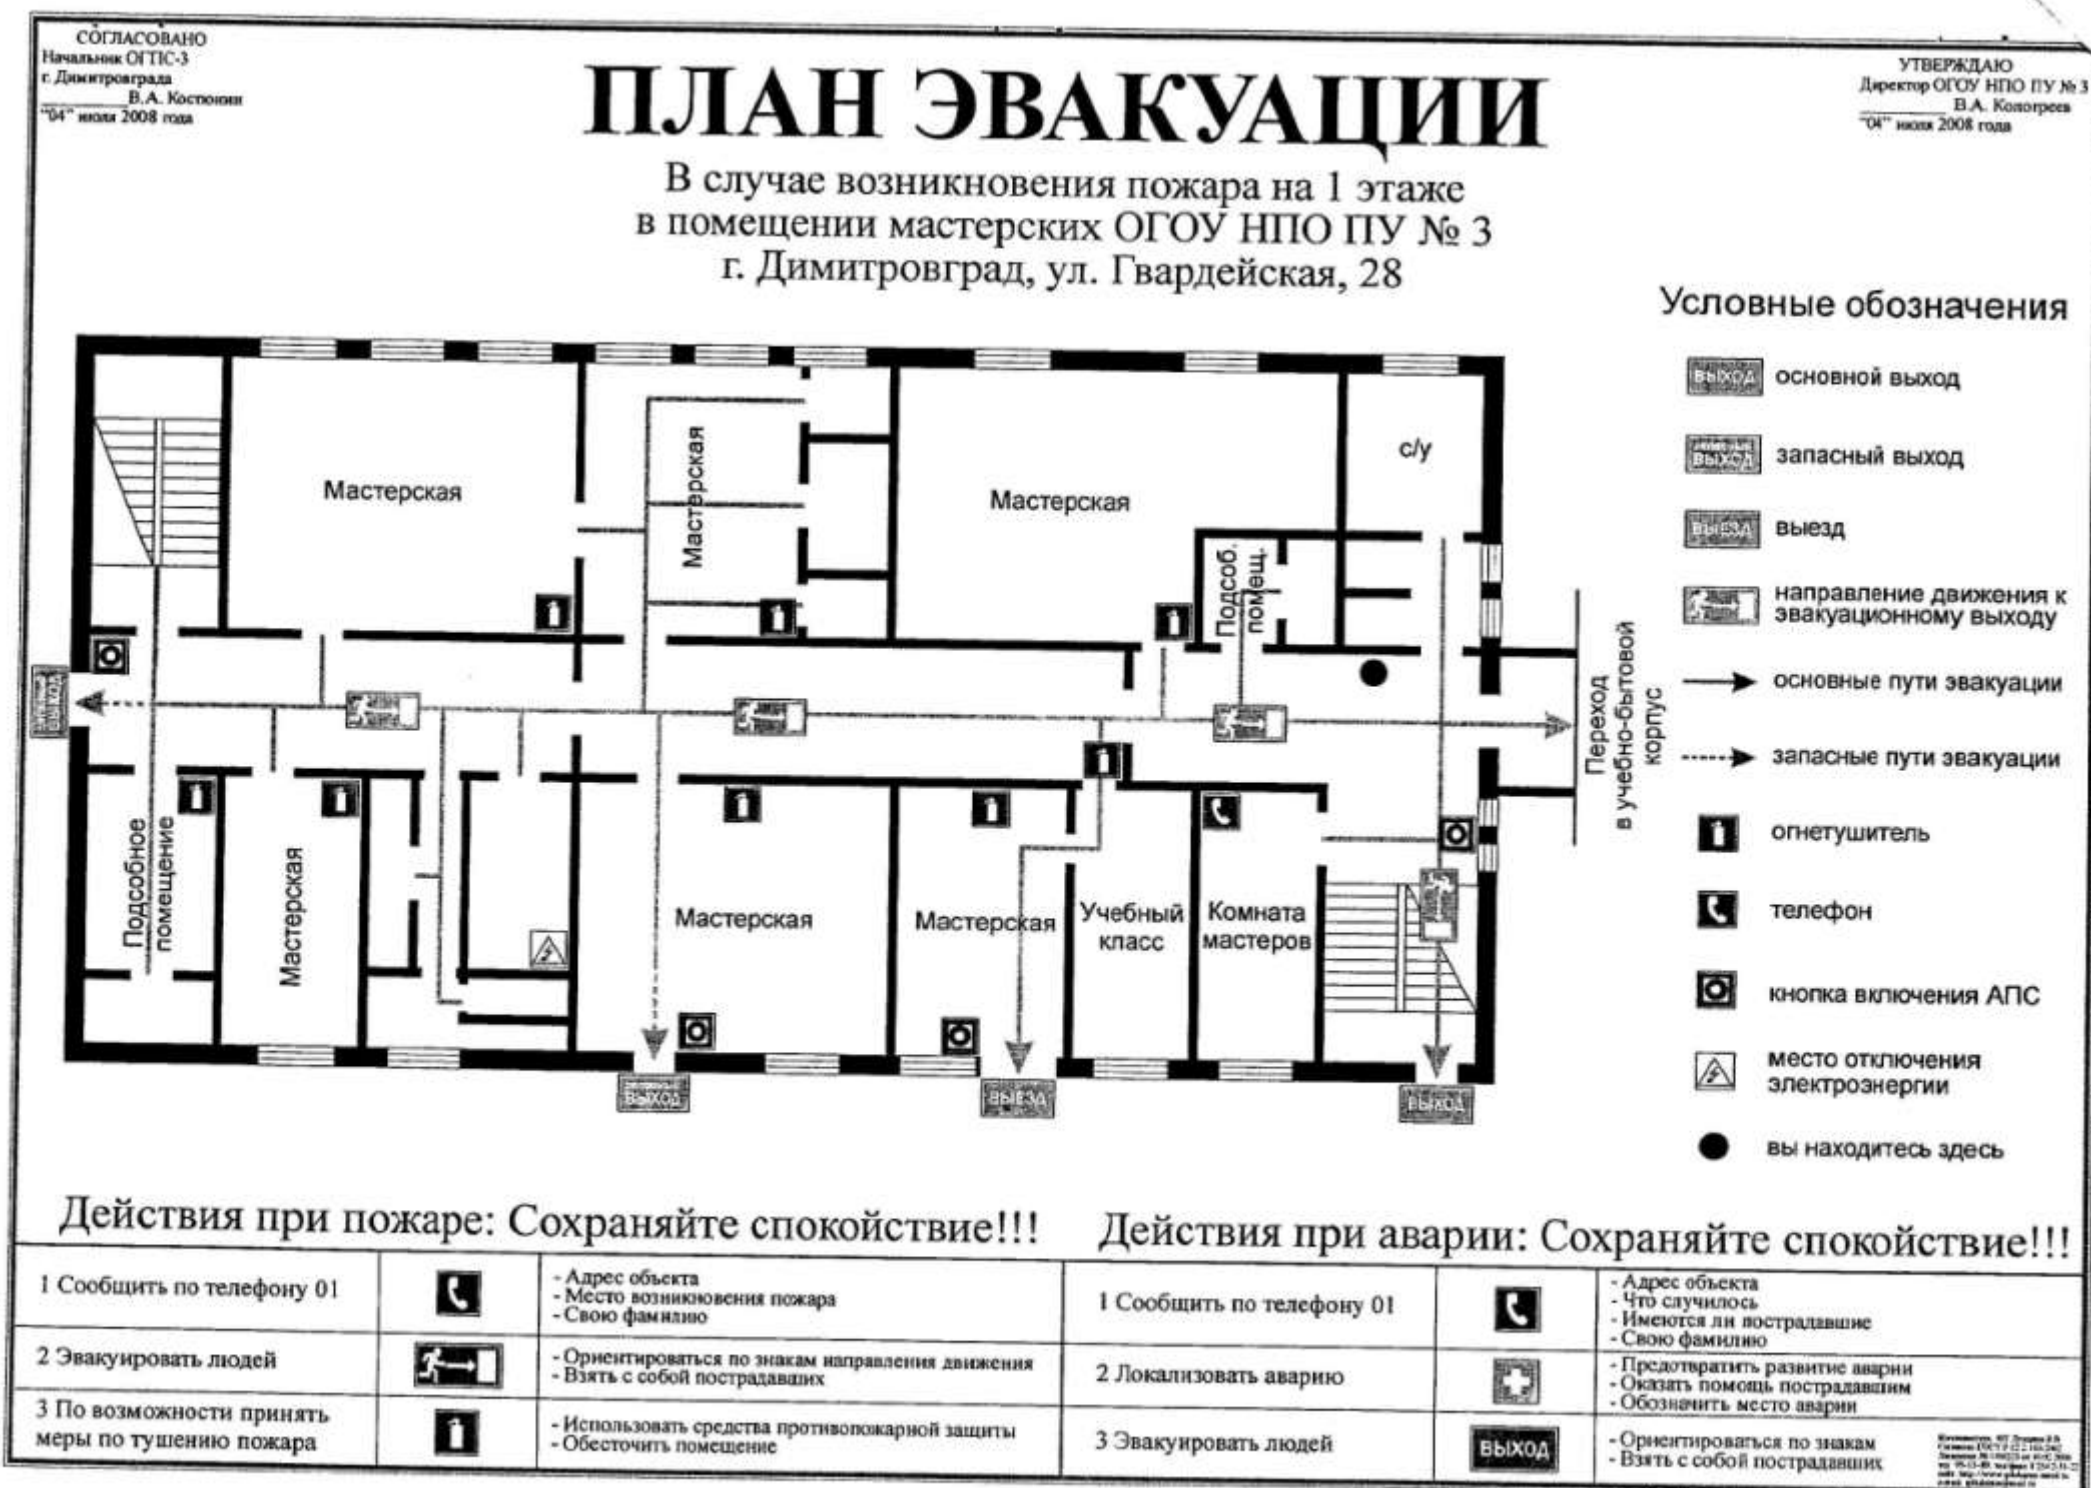 СОГЛАСОВАНО
Начальник ОГПС-3
г. Димитровграда
В.А. Костюнин
"04" июля 2008 года
УТВЕРЖДАЮ
Директор ОГОУ НПО ПУ № 3
В.А. Кологреев
"04" июля 2008 года
ПЛАН ЭВАКУАЦИИ
В случае возникновения пожара на 1 этаже
в помещении мастерских ОГОУ НПО ПУ № 3
г. Димитровград, ул. Гвардейская, 28
Мастерская
Мастерская
Мастерская
с/у
Подсоб.
помещ.
Переход
в учебно-бытовой
корпус
Подсобное
помещение
Мастерская
Мастерская
Мастерская
Учебный
класс
Комната
мастеров
ВЫХОД
ВЫХОД
ВЫЕЗД
ВЫХОД
Условные обозначения
ВЫХОД
основной выход
ВЫХОД
запасный выход
ВЫЕЗД
выезд
направление движения к
эвакуационному выходу
основные пути эвакуации
запасные пути эвакуации
огнетушитель
телефон
кнопка включения АПС
место отключения
электроэнергии
вы находитесь здесь
Действия при пожаре: Сохраняйте спокойствие!!!
1 Сообщить по телефону 01
- Адрес объекта
- Место возникновения пожара
- Свою фамилию
2 Эвакуировать людей
- Ориентироваться по знакам направления движения
- Взять с собой пострадавших
3 По возможности принять
меры по тушению пожара
- Использовать средства противопожарной защиты
- Обесточить помещение
Действия при аварии: Сохраняйте спокойствие!!!
1 Сообщить по телефону 01
- Адрес объекта
- Что случилось
- Имеются ли пострадавшие
- Свою фамилию
2 Локализовать аварию
- Предотвратить развитие аварии
- Оказать помощь пострадавшим
- Обозначить место аварии
3 Эвакуировать людей
ВЫХОД
- Ориентироваться по знакам
- Взять с собой пострадавших